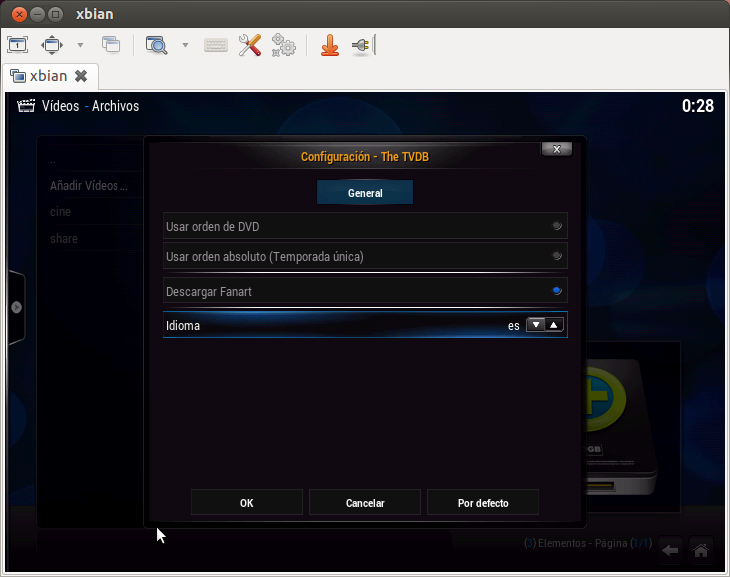 xbian
xbian
Vídeos - Archivos
0:28
Configuración - The TVDB
x
General
..
Añadir Vídeos...
cine
share
Usar orden de DVD
Usar orden absoluto (Temporada única)
Descargar Fanart
Idioma es
GB
OK Cancelar Por defecto
(3) Elementos - Página (1/1)